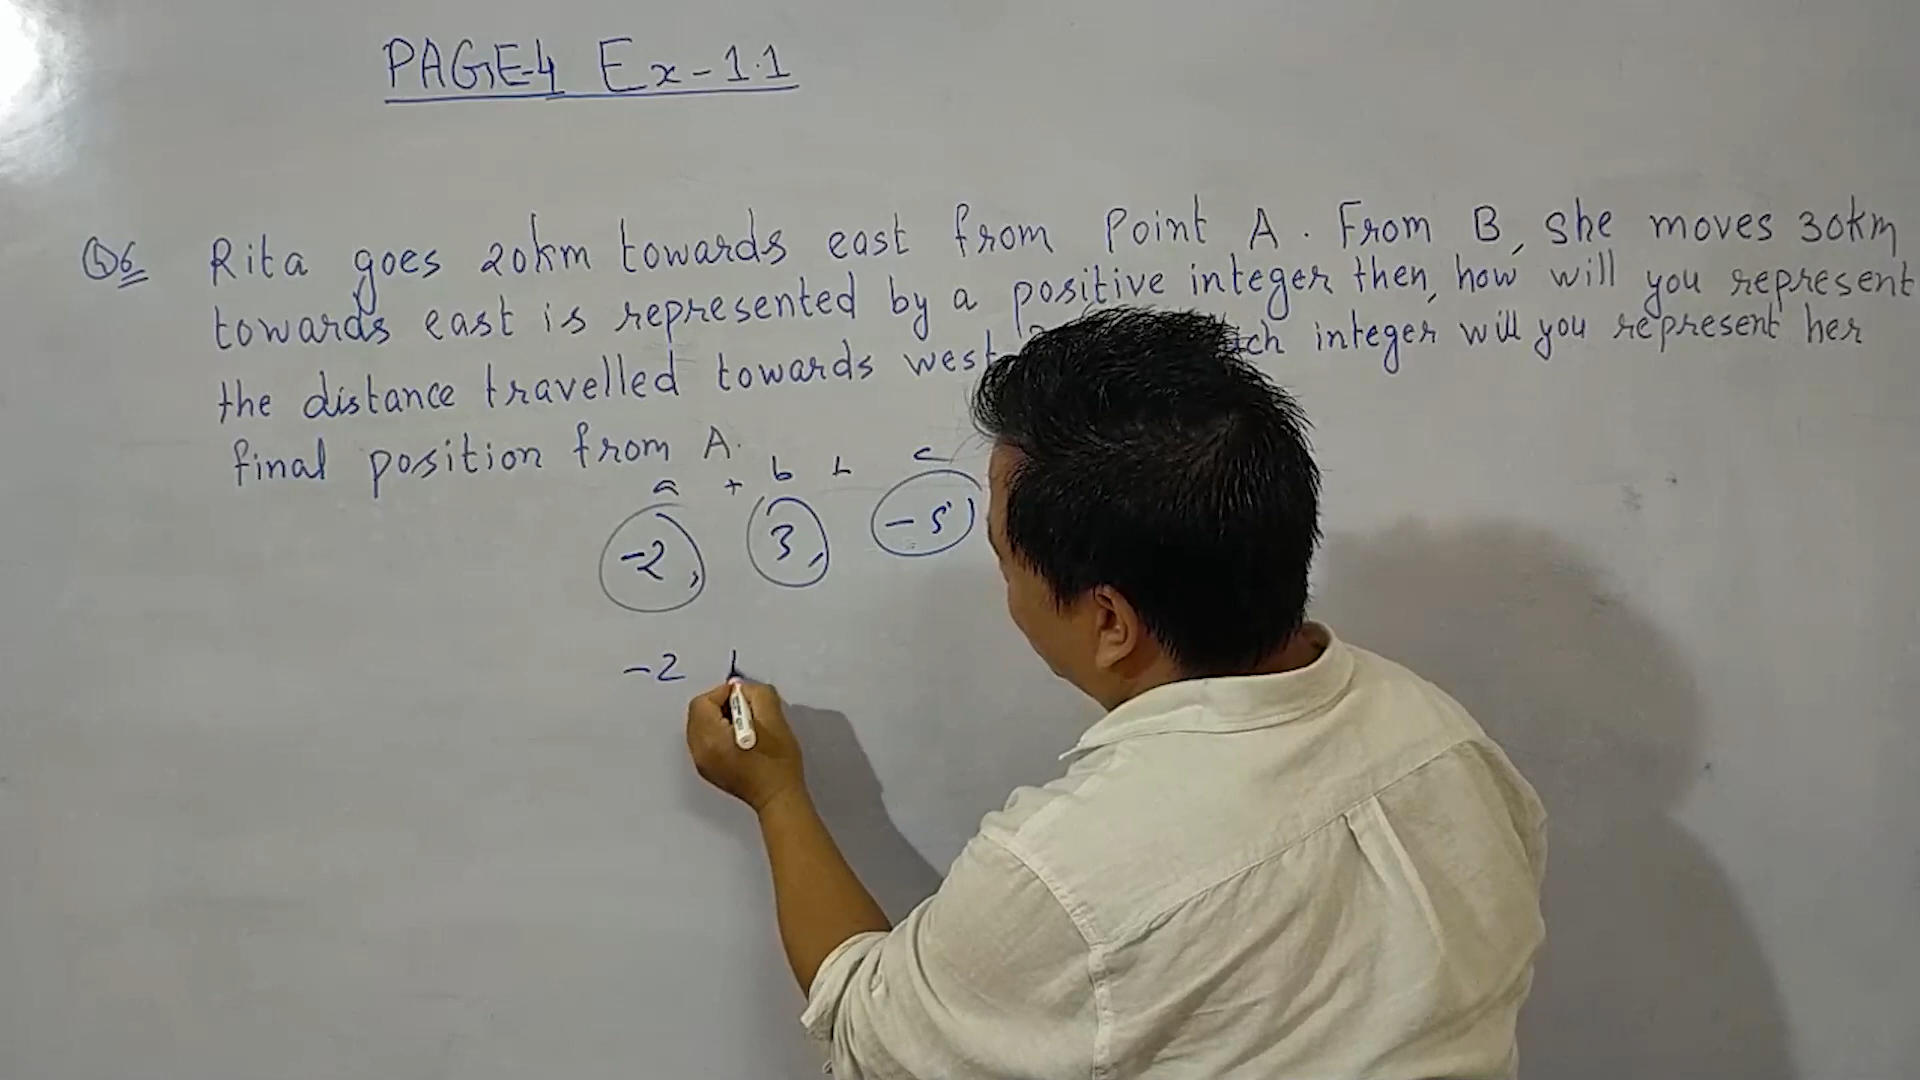 PAGE-4 Ex-1.1
Q6 Rita goes 20km towards east from Point A. From B, she moves 30km
towards east is represented by a positive integer then, how will you represent
the distance travelled towards west integer will you represent her
final position from A.
a + b + c
-2, 3, -5
-2